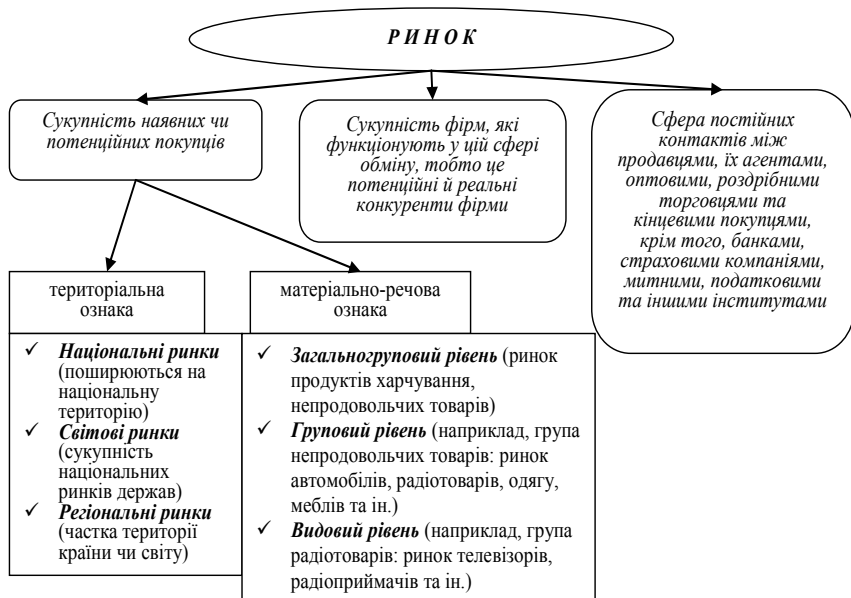 Р И Н О К
Сукупність наявних чи
потенційних покупців
Сукупність фірм, які
функціонують у цій сфері
обміну, тобто це
потенційні й реальні
конкуренти фірми
Сфера постійних
контактів між
продавцями, їх агентами,
оптовими, роздрібними
торговцями та
кінцевими покупцями,
крім того, банками,
страховими компаніями,
митними, податковими
та іншими інститутами
територіальна
ознака
✓ Національні ринки
(поширюються на
національну
територію)
✓ Світові ринки
(сукупність
національних
ринків держав)
✓ Регіональні ринки
(частка території
країни чи світу)
матеріально-речова
ознака
✓ Загальногруповий рівень (ринок
продуктів харчування,
непродовольчих товарів)
✓ Груповий рівень (наприклад, група
непродовольчих товарів: ринок
автомобілів, радіотоварів, одягу,
меблів та ін.)
✓ Видовий рівень (наприклад, група
радіотоварів: ринок телевізорів,
радіоприймачів та ін.)